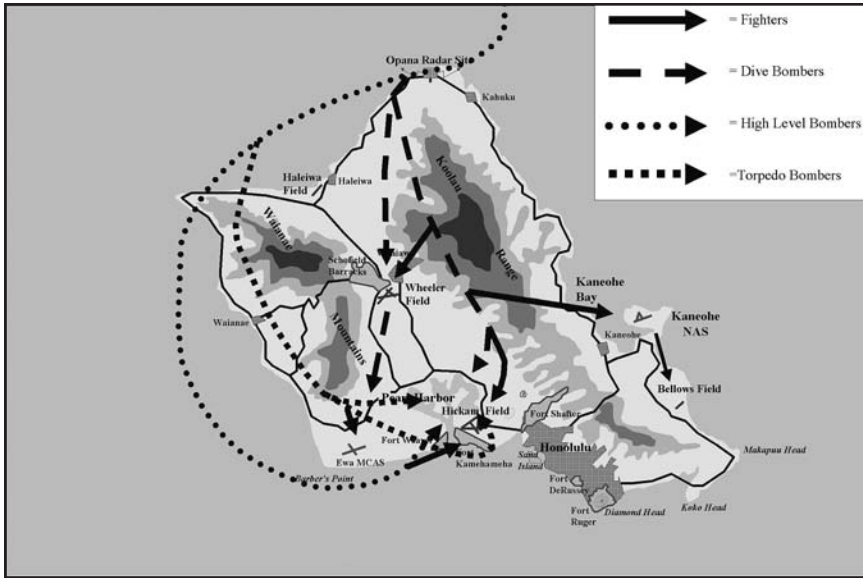 = Fighters
= Dive Bombers
= High Level Bombers
=Torpedo Bombers
Opana Radar Site
Kahuku
Haleiwa
Field
Haleiwa
Koolau
Range
Waianae
Mountains
Schofield
Barracks
Wheeler
Field
Waianae
Kaneohe
Bay
Kaneohe
NAS
Kaneohe
Bellows Field
Pearl Harbor
Hickam Field
Fort Shafter
Fort
Ewa MCAS
Kamehameha
Barber's Point
Honolulu
Sand
Island
Fort
DeRussey
Fort
Ruger
Diamond Head
Koko Head
Makapuu Head